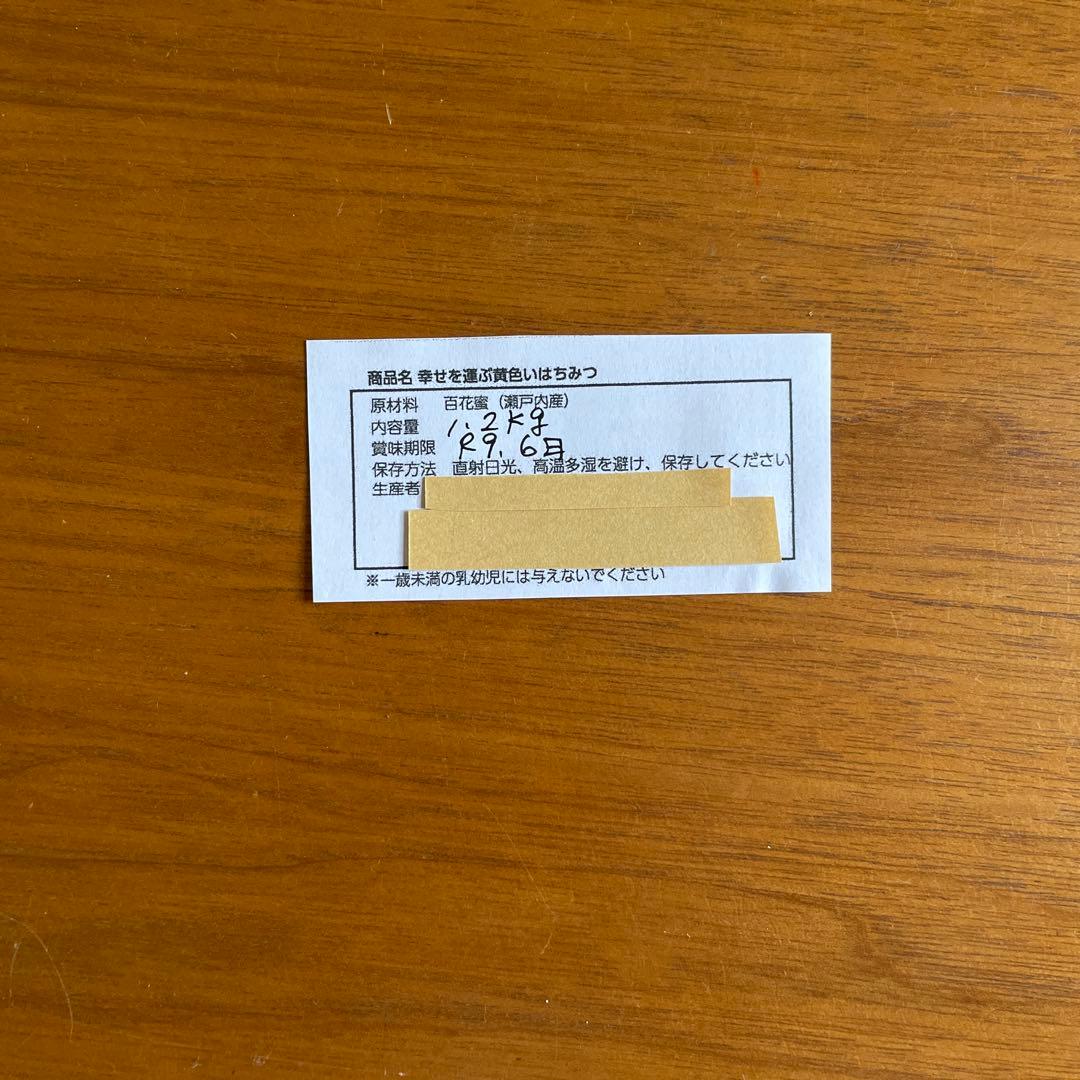 商品名 幸せを運ぶ黄色いはちみつ
原材料 百花蜜（瀬戸内産）
内容量 1.2kg
賞味期限 R9.6日
保存方法 直射日光、高温多湿を避け、保存してください
生産者
※一歳未満の乳幼児には与えないでください